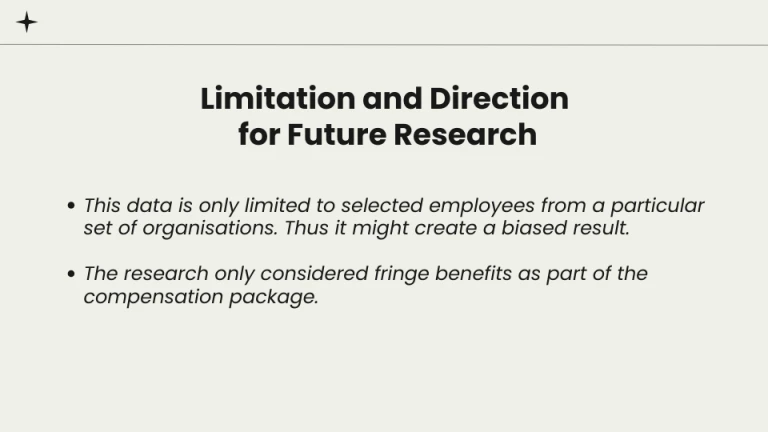 Limitation and Direction
for Future Research
• This data is only limited to selected employees from a particular
set of organisations. Thus it might create a biased result.
• The research only considered fringe benefits as part of the
compensation package.